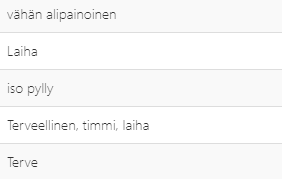 vähän alipainoinen
Laiha
iso pylly
Terveellinen, timmi, laiha
Terve